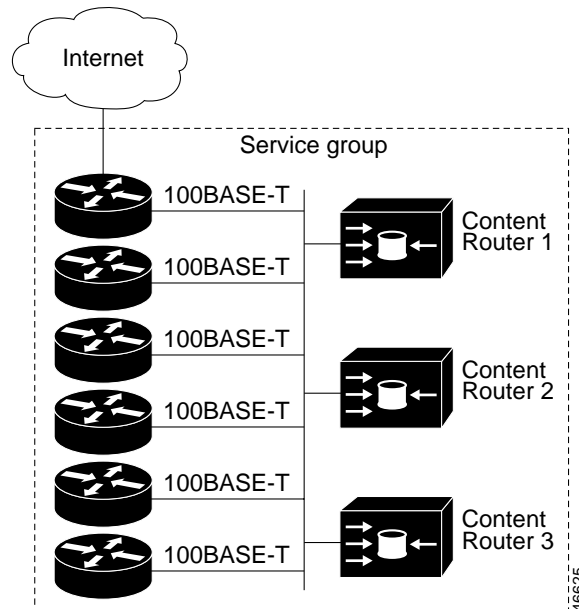 Internet
Service group
100BASE-T
Content
Router 1
100BASE-T
100BASE-T
Content
Router 2
100BASE-T
100BASE-T
Content
Router 3
100BASE-T